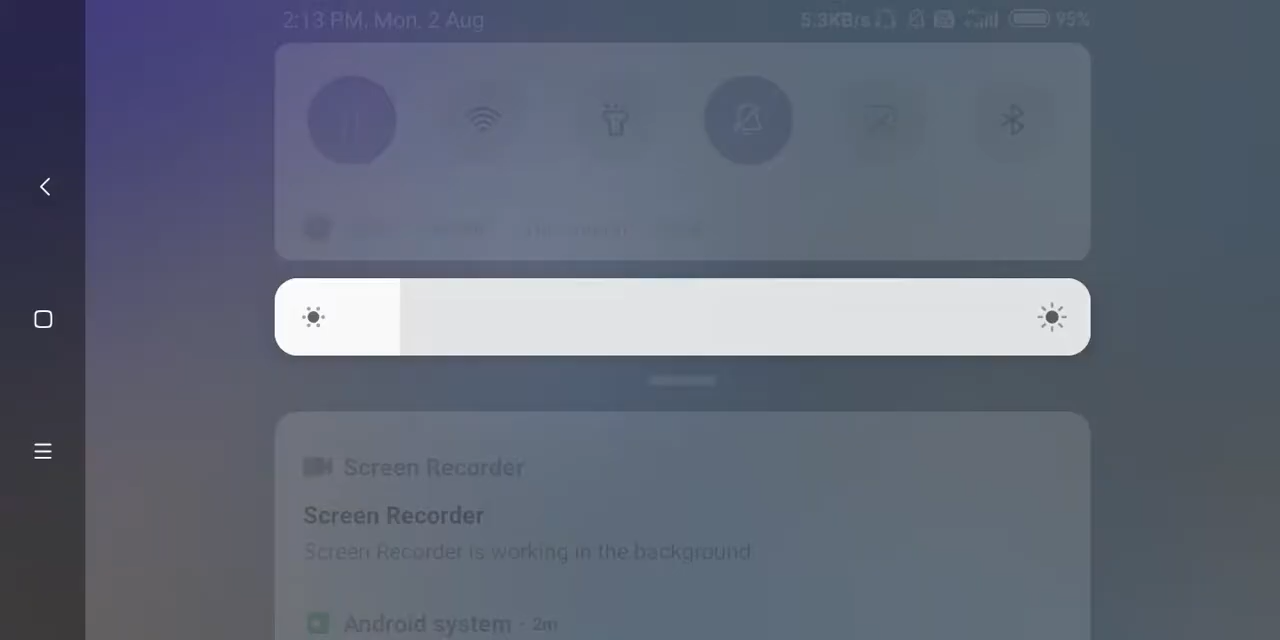 2:13 PM, Mon, 2 Aug
5.3KB/s
95%
Screen Recorder
Screen Recorder
Screen Recorder is working in the background
Android system · 2m